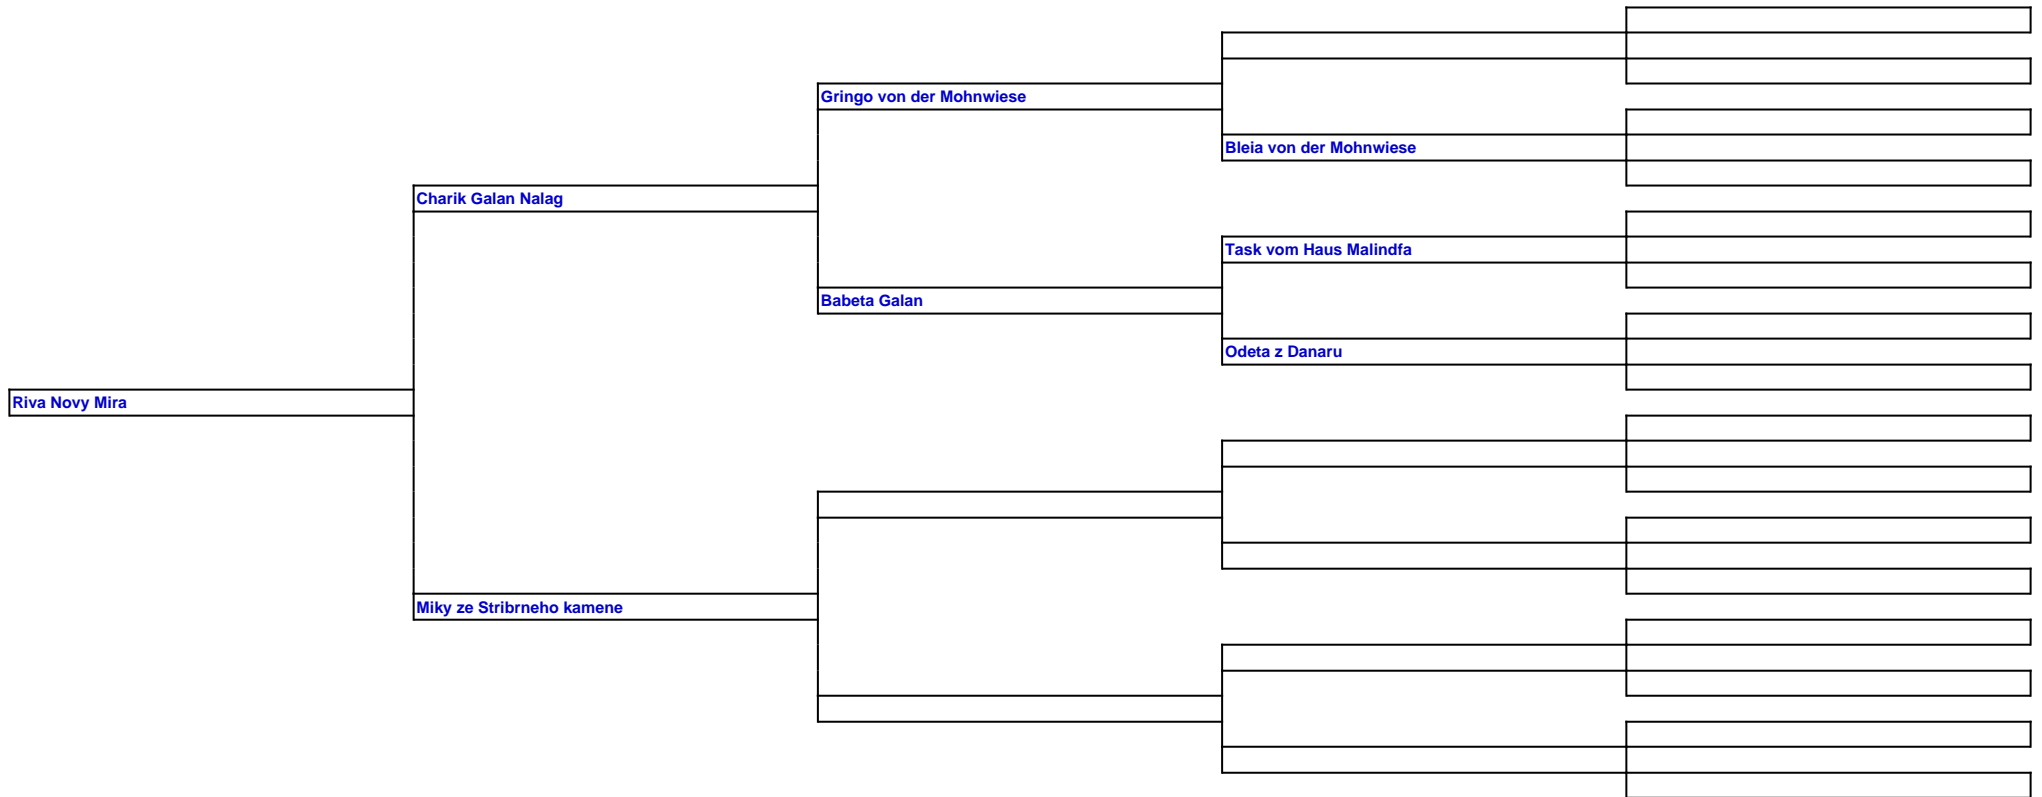 Gringo von der Mohnwiese
Bleia von der Mohnwiese
Charik Galan Nalag
Task vom Haus Malindfa
Babeta Galan
Odeta z Danaru
Riva Novy Mira
Miky ze Stribrneho kamene